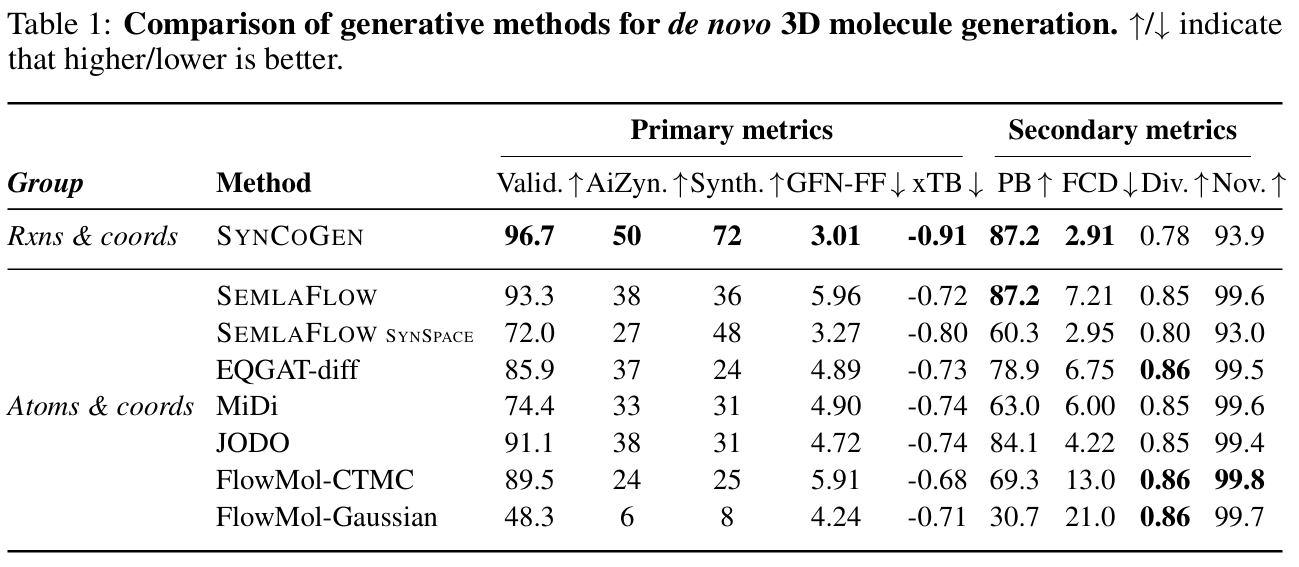 Table 1: Comparison of generative methods for de novo 3D molecule generation. ↑/↓ indicate
that higher/lower is better.
Primary metrics Secondary metrics
Group Method Valid. ↑ AiZyn. ↑ Synth. ↑ GFN-FF ↓ xTB ↓ PB ↑ FCD ↓ Div. ↑ Nov. ↑
Rxns & coords SYNCOGEN 96.7 50 72 3.01 -0.91 87.2 2.91 0.78 93.9
SEMLAFLOW 93.3 38 36 5.96 -0.72 87.2 7.21 0.85 99.6
SEMLAFLOW SYNSPACE 72.0 27 48 3.27 -0.80 60.3 2.95 0.80 93.0
EQGAT-diff 85.9 37 24 4.89 -0.73 78.9 6.75 0.86 99.5
Atoms & coords MiDi 74.4 33 31 4.90 -0.74 63.0 6.00 0.85 99.6
JODO 91.1 38 31 4.72 -0.74 84.1 4.22 0.85 99.4
FlowMol-CTMC 89.5 24 25 5.91 -0.68 69.3 13.0 0.86 99.8
FlowMol-Gaussian 48.3 6 8 4.24 -0.71 30.7 21.0 0.86 99.7